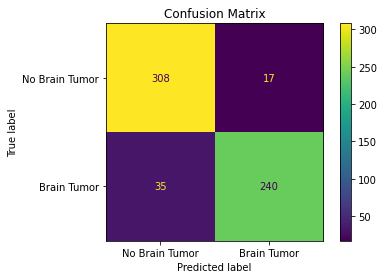 Confusion Matrix
No Brain Tumor
308
17
Brain Tumor
35
240
No Brain Tumor
Brain Tumor
Predicted label
True label
300
250
200
150
100
50